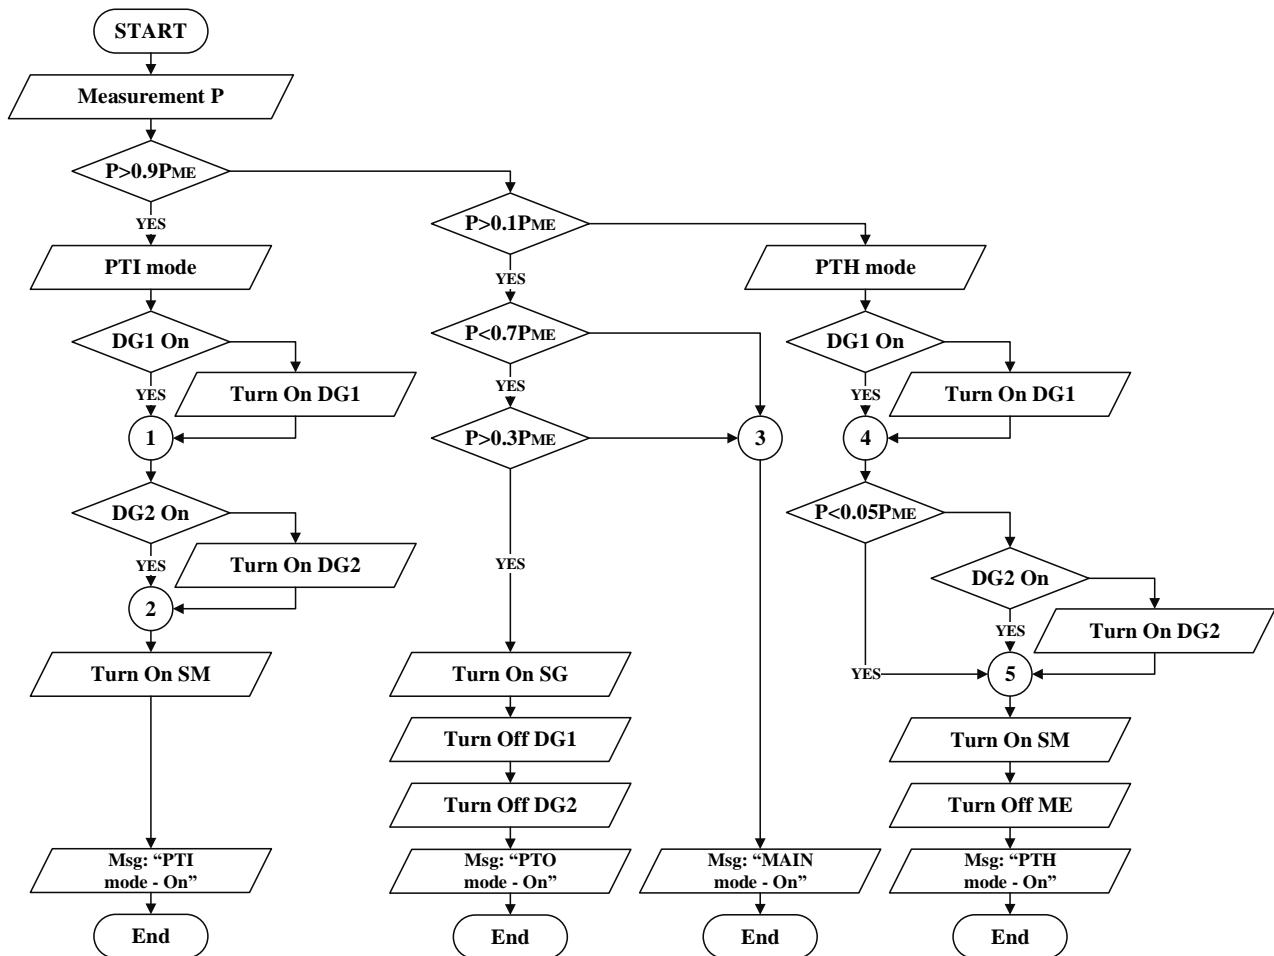 START
Measurement P
P>0.9PME
P>0.1PME
YES
PTI mode
PTH mode
YES
DG1 On
P<0.7PME
DG1 On
YES
Turn On DG1
YES
YES
Turn On DG1
1
P>0.3PME
3
4
DG2 On
P<0.05PME
YES
Turn On DG2
YES
DG2 On
2
YES
Turn On DG2
Turn On SM
Turn On SG
YES
5
Turn Off DG1
Turn On SM
Turn Off DG2
Turn Off ME
Msg: “PTI
mode - On”
Msg: “PTO
mode - On”
Msg: “MAIN
mode - On”
Msg: “PTH
mode - On”
End
End
End
End